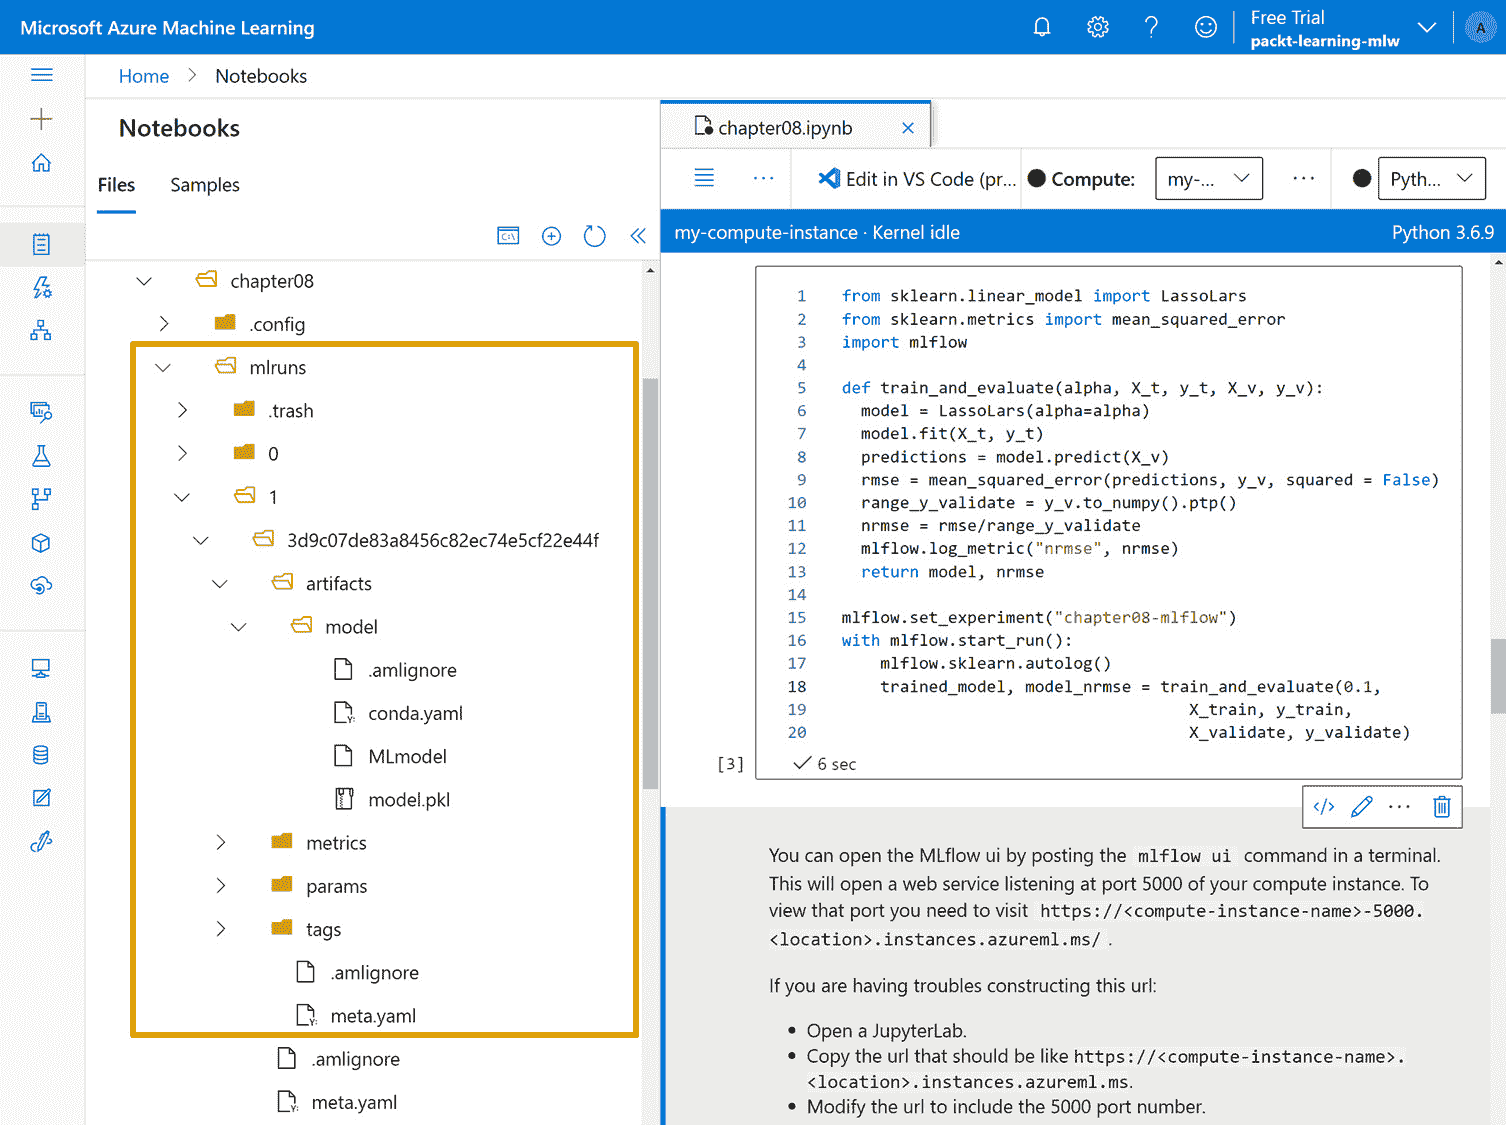 Microsoft Azure Machine Learning
Free Trial
packt-learning-mlw
A
Home > Notebooks
Notebooks
Files
Samples
chapter08
.config
mlruns
.trash
0
1
3d9c07de83a8456c82ec74e5cf22e44f
artifacts
model
.amlignore
conda.yaml
MLmodel
model.pkl
metrics
params
tags
.amlignore
meta.yaml
.amlignore
meta.yaml
chapter08.ipynb
Edit in VS Code (pr...
Compute:
my-...
Pyth...
my-compute-instance · Kernel idle
Python 3.6.9
1 from sklearn.linear_model import LassoLars
2 from sklearn.metrics import mean_squared_error
3 import mlflow
4
5 def train_and_evaluate(alpha, X_t, y_t, X_v, y_v):
6   model = LassoLars(alpha=alpha)
7   model.fit(X_t, y_t)
8   predictions = model.predict(X_v)
9   rmse = mean_squared_error(predictions, y_v, squared = False)
10   range_y_validate = y_v.to_numpy().ptp()
11   nrmse = rmse/range_y_validate
12   mlflow.log_metric("nrmse", nrmse)
13   return model, nrmse
14
15 mlflow.set_experiment("chapter08-mlflow")
16 with mlflow.start_run():
17     mlflow.sklearn.autolog()
18     trained_model, model_nrmse = train_and_evaluate(0.1,
19                                     X_train, y_train,
20                                     X_validate, y_validate)
[3]
6 sec
You can open the MLflow ui by posting the mlflow ui command in a terminal.
This will open a web service listening at port 5000 of your compute instance. To
view that port you need to visit https://<compute-instance-name>-5000.
<location>.instances.azureml.ms/ .
If you are having troubles constructing this url:
• Open a JupyterLab.
• Copy the url that should be like https://<compute-instance-name>.
<location>.instances.azureml.ms.
• Modify the url to include the 5000 port number.